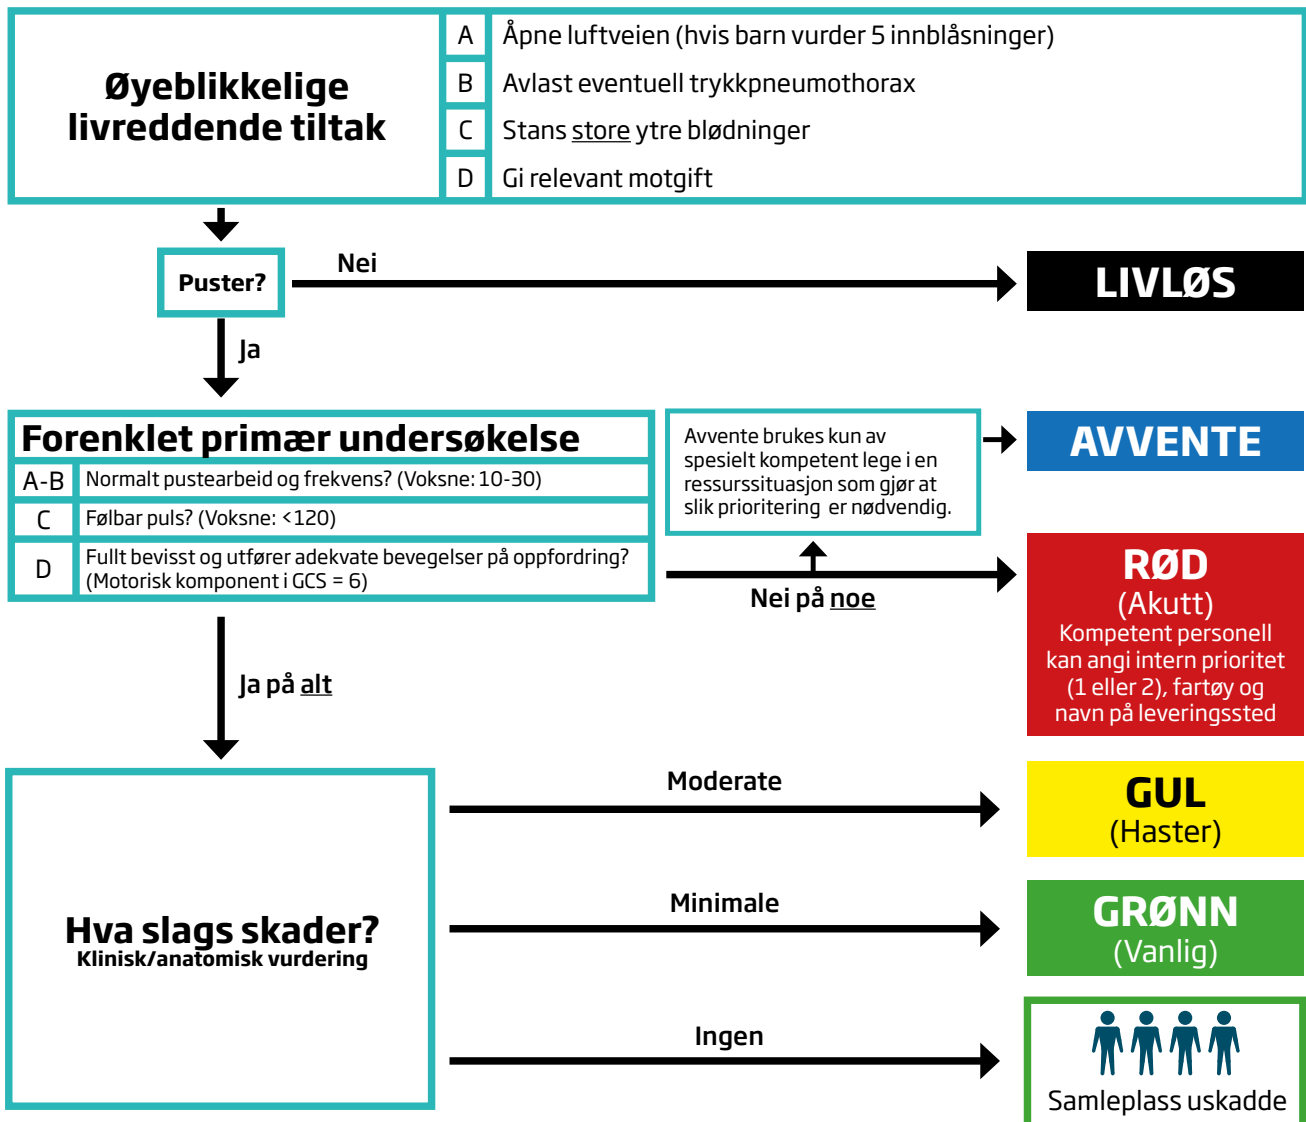 Øyeblikkelige
livreddende tiltak
A Åpne luftveien (hvis barn vurder 5 innblåsninger)
B Avlast eventuell trykkpneumothorax
C Stans store ytre blødninger
D Gi relevant motgift
Puster?
Nei
LIVLØS
Ja
Forenklet primær undersøkelse
A-B Normalt pustearbeid og frekvens? (Voksne: 10-30)
C Følbar puls? (Voksne: <120)
D Fullt bevisst og utfører adekvate bevegelser på oppfordring?
(Motorisk komponent i GCS = 6)
Avvente brukes kun av
spesielt kompetent lege i en
ressurssituasjon som gjør at
slik prioritering er nødvendig.
AVVENTE
Nei på noe
RØD
(Akutt)
Kompetent personell
kan angi intern prioritet
(1 eller 2), fartøy og
navn på leveringssted
Ja på alt
Hva slags skader?
Klinisk/anatomisk vurdering
Moderate
GUL
(Haster)
Minimale
GRØNN
(Vanlig)
Ingen
Samleplass uskadde